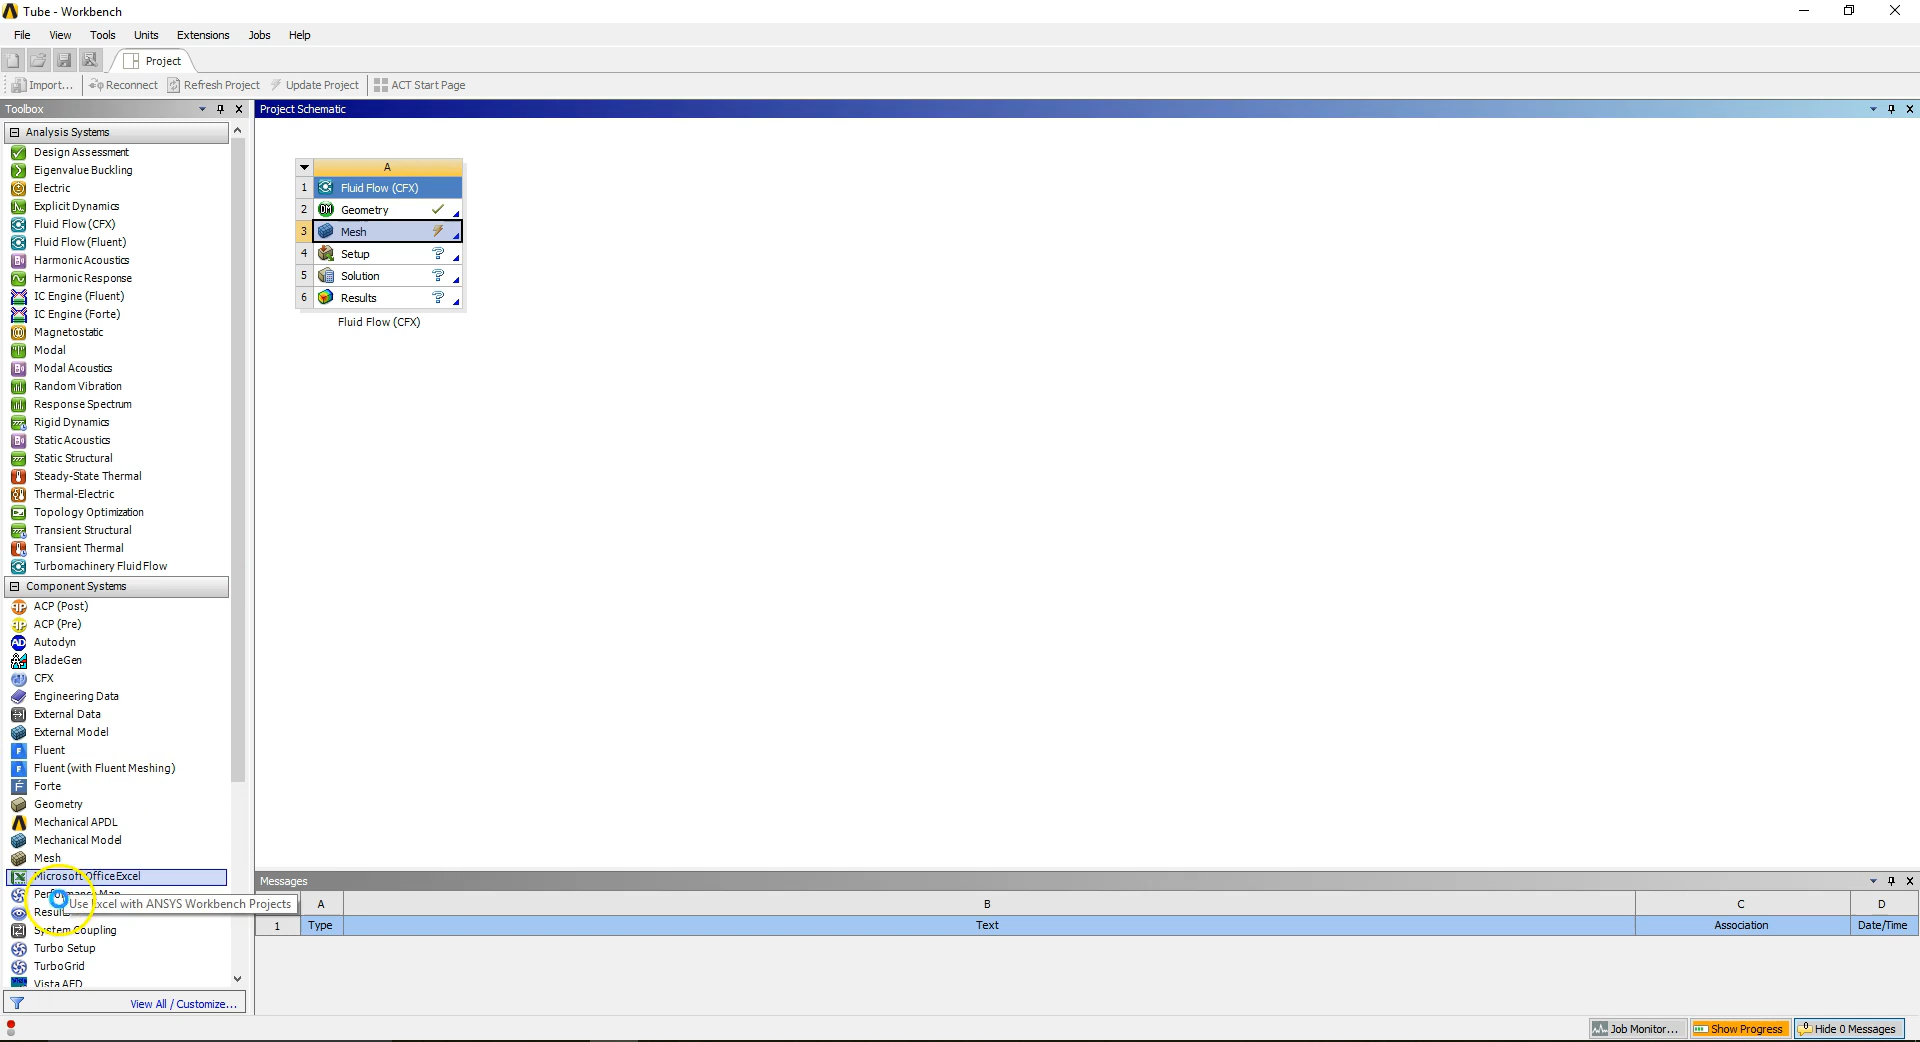 Tube - Workbench
File View Tools Units Extensions Jobs Help
Project
Import... Reconnect Refresh Project Update Project ACT Start Page
Toolbox
Project Schematic
Analysis Systems
Design Assessment
Eigenvalue Buckling
Electric
Explicit Dynamics
Fluid Flow (CFX)
Fluid Flow (Fluent)
Harmonic Acoustics
Harmonic Response
IC Engine (Fluent)
IC Engine (Forte)
Magnetostatic
Modal
Modal Acoustics
Random Vibration
Response Spectrum
Rigid Dynamics
Static Acoustics
Static Structural
Steady-State Thermal
Thermal-Electric
Topology Optimization
Transient Structural
Transient Thermal
Turbomachinery Fluid Flow
Component Systems
ACP (Post)
ACP (Pre)
Autodyn
BladeGen
CFX
Engineering Data
External Data
External Model
Fluent
Fluent (with Fluent Meshing)
Forte
Geometry
Mechanical APDL
Mechanical Model
Mesh
Microsoft Office Excel
Performance Map
Use Excel with ANSYS Workbench Projects
Results
System Coupling
Turbo Setup
TurboGrid
Vista AFD
View All / Customize...
A
1 Fluid Flow (CFX)
2 Geometry
3 Mesh
4 Setup
5 Solution
6 Results
Fluid Flow (CFX)
Messages
A B C D
1 Type Text Association Date/Time
Job Monitor... Show Progress Hide 0 Messages